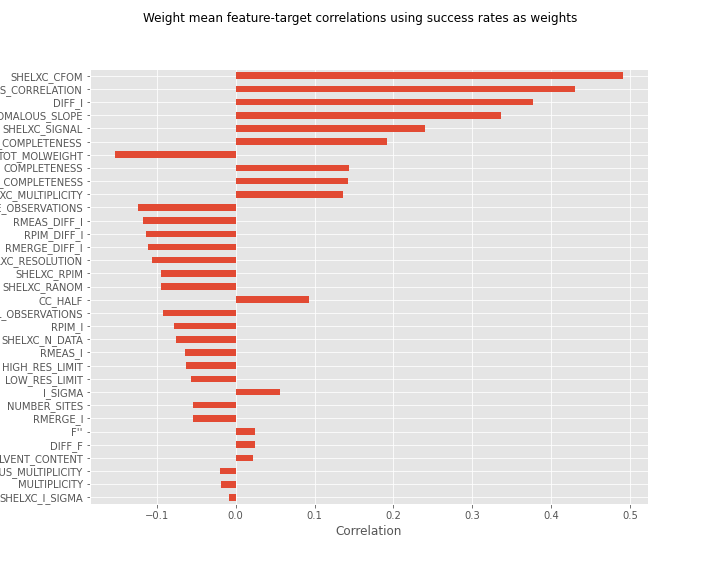 Weight mean feature-target correlations using success rates as weights
SHELXC_CFOM
S_CORRELATION
DIFF_I
OMALOUS_SLOPE
SHELXC_SIGNAL
_COMPLETENESS
TOT_MOLWEIGHT
COMPLETENESS
_COMPLETENESS
XC_MULTIPLICITY
E_OBSERVATIONS
RMEAS_DIFF_I
RPIM_DIFF_I
RMERGE_DIFF_I
XC_RESOLUTION
SHELXC_RPIM
SHELXC_RANOM
CC_HALF
L_OBSERVATIONS
RPIM_I
SHELXC_N_DATA
RMEAS_I
HIGH_RES_LIMIT
LOW_RES_LIMIT
I_SIGMA
NUMBER_SITES
RMERGE_I
F''
DIFF_F
LVENT_CONTENT
US_MULTIPLICITY
MULTIPLICITY
SHELXC_I_SIGMA
−0.1 0.0 0.1 0.2 0.3 0.4 0.5
Correlation